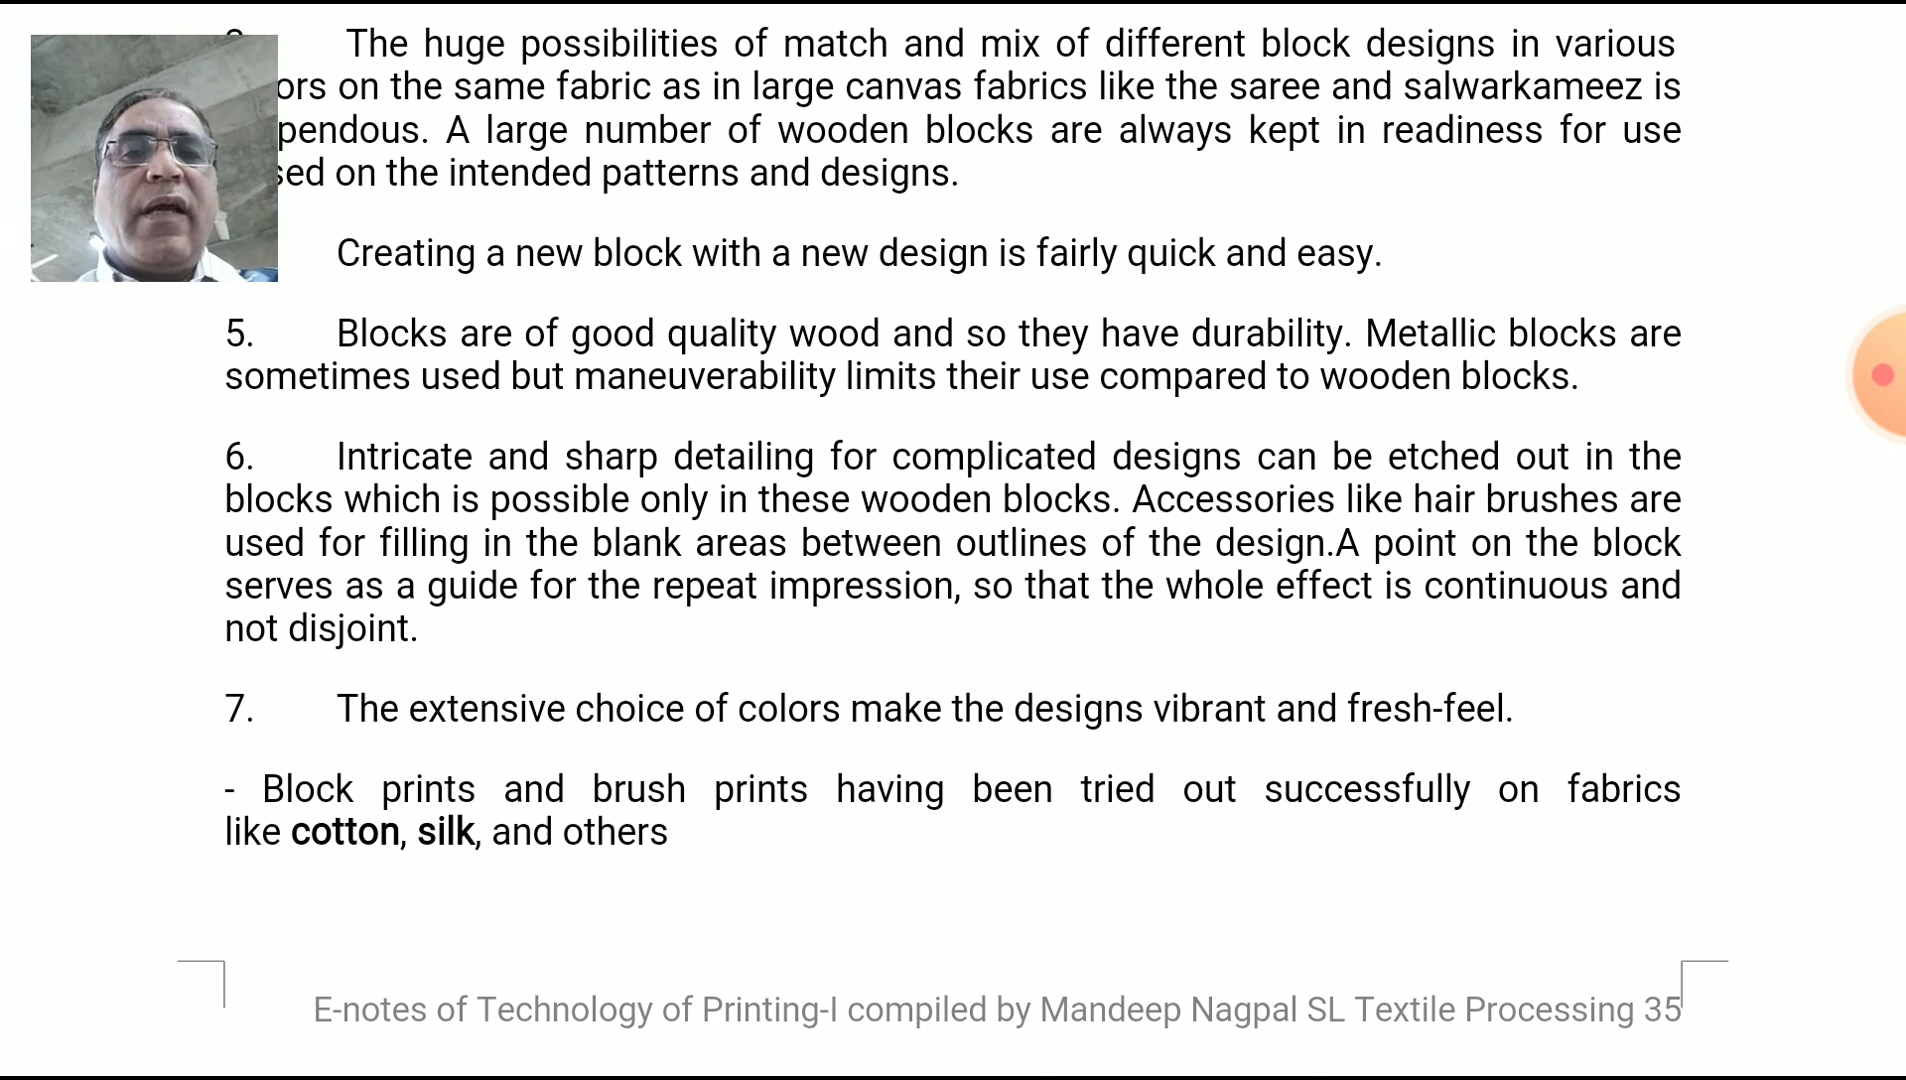 The huge possibilities of match and mix of different block designs in various
ors on the same fabric as in large canvas fabrics like the saree and salwarkameez is
pendous. A large number of wooden blocks are always kept in readiness for use
sed on the intended patterns and designs.
Creating a new block with a new design is fairly quick and easy.
5. Blocks are of good quality wood and so they have durability. Metallic blocks are
sometimes used but maneuverability limits their use compared to wooden blocks.
6. Intricate and sharp detailing for complicated designs can be etched out in the
blocks which is possible only in these wooden blocks. Accessories like hair brushes are
used for filling in the blank areas between outlines of the design.A point on the block
serves as a guide for the repeat impression, so that the whole effect is continuous and
not disjoint.
7. The extensive choice of colors make the designs vibrant and fresh-feel.
- Block prints and brush prints having been tried out successfully on fabrics
like cotton, silk, and others
E-notes of Technology of Printing-I compiled by Mandeep Nagpal SL Textile Processing 35